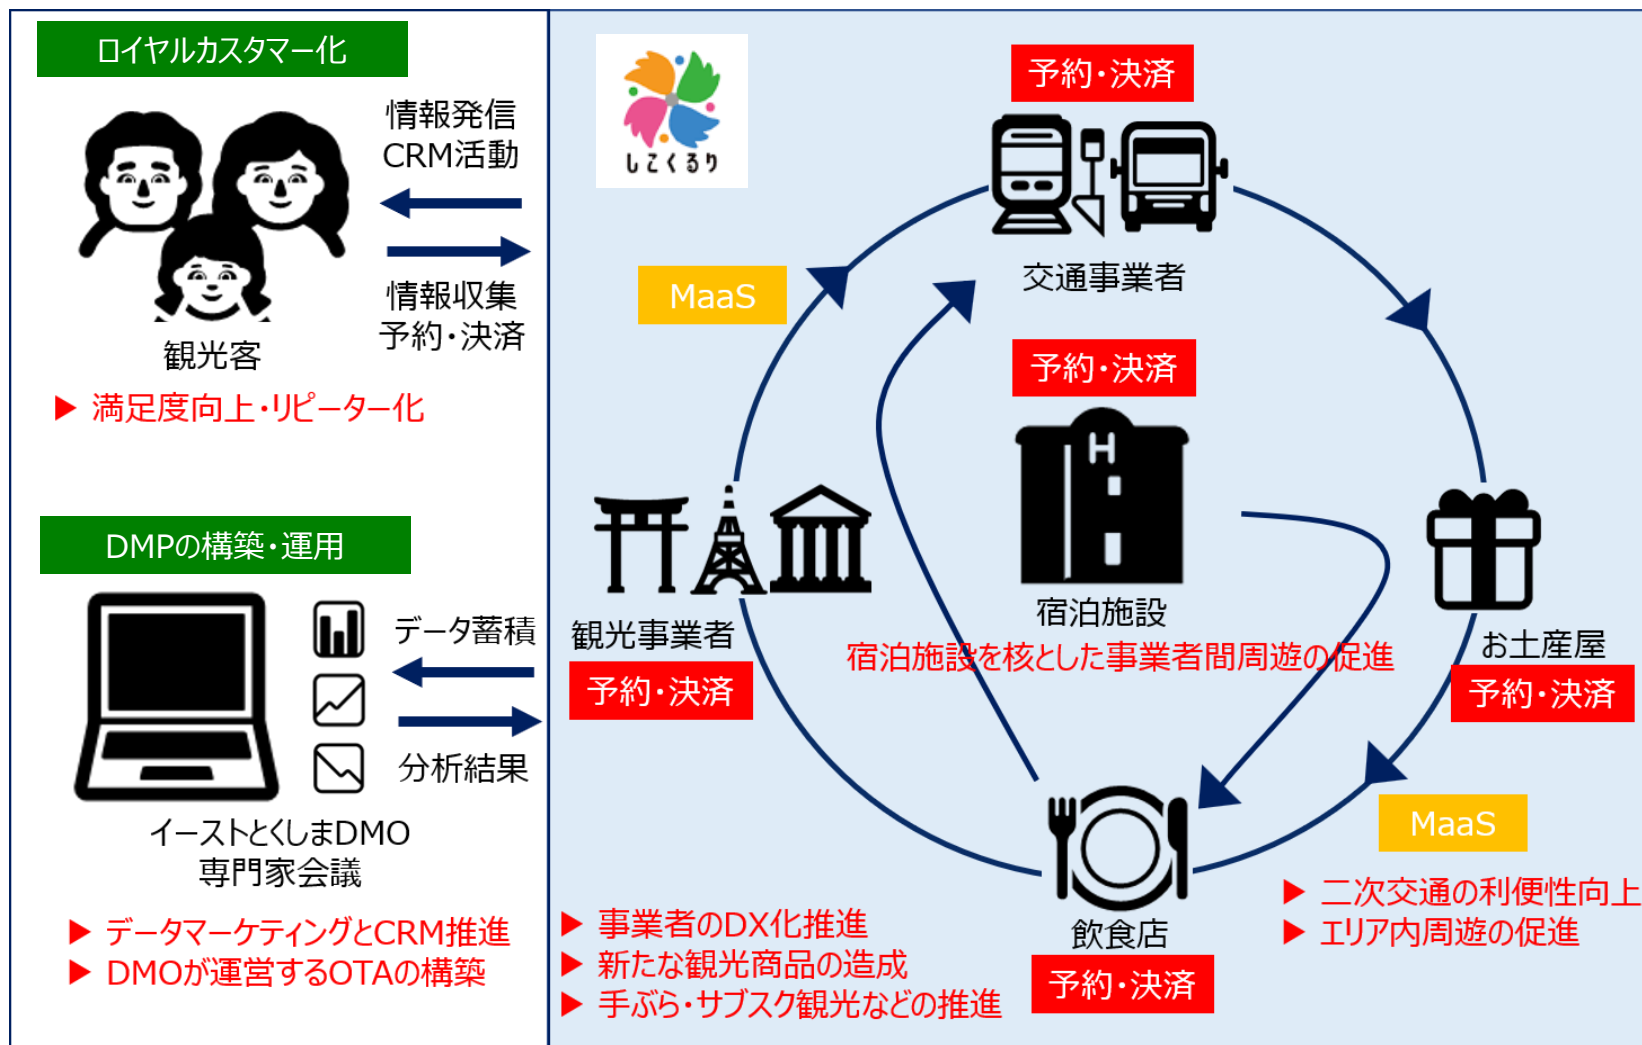 ロイヤルカスタマー化
情報発信
CRM活動
情報収集
予約・決済
観光客
▶ 満足度向上・リピーター化
DMPの構築・運用
データ蓄積
分析結果
イーストとくしまDMO
専門家会議
▶ データマーケティングとCRM推進
▶ DMOが運営するOTAの構築
しこくるり
予約・決済
交通事業者
MaaS
予約・決済
H
宿泊施設
宿泊施設を核とした事業者間周遊の促進
観光事業者
予約・決済
お土産屋
予約・決済
MaaS
▶ 二次交通の利便性向上
▶ エリア内周遊の促進
飲食店
予約・決済
▶ 事業者のDX化推進
▶ 新たな観光商品の造成
▶ 手ぶら・サブスク観光などの推進